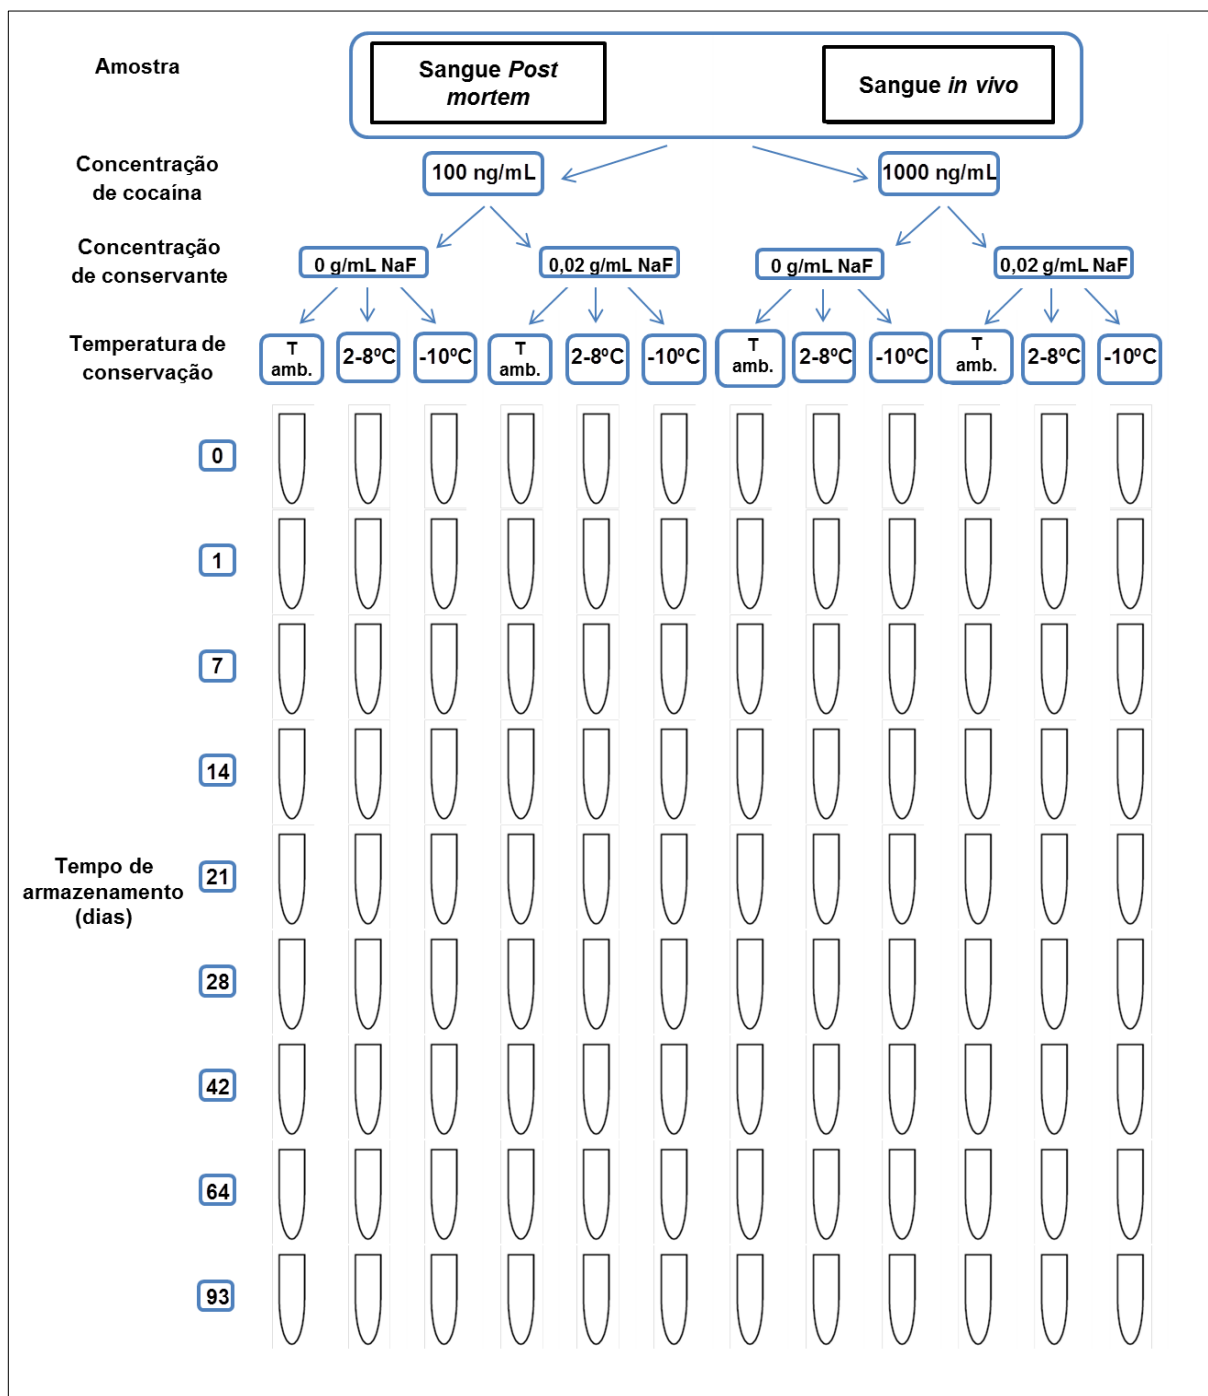 Amostra
Sangue Post
mortem
Sangue in vivo
Concentração
de cocaína
100 ng/mL
1000 ng/mL
Concentração
de conservante
0 g/mL NaF
0,02 g/mL NaF
0 g/mL NaF
0,02 g/mL NaF
Temperatura de
conservação
T
amb.
2-8ºC
-10ºC
T
amb.
2-8ºC
-10ºC
T
amb.
2-8ºC
-10ºC
T
amb.
2-8ºC
-10ºC
Tempo de
armazenamento
(dias)
0
1
7
14
21
28
42
64
93